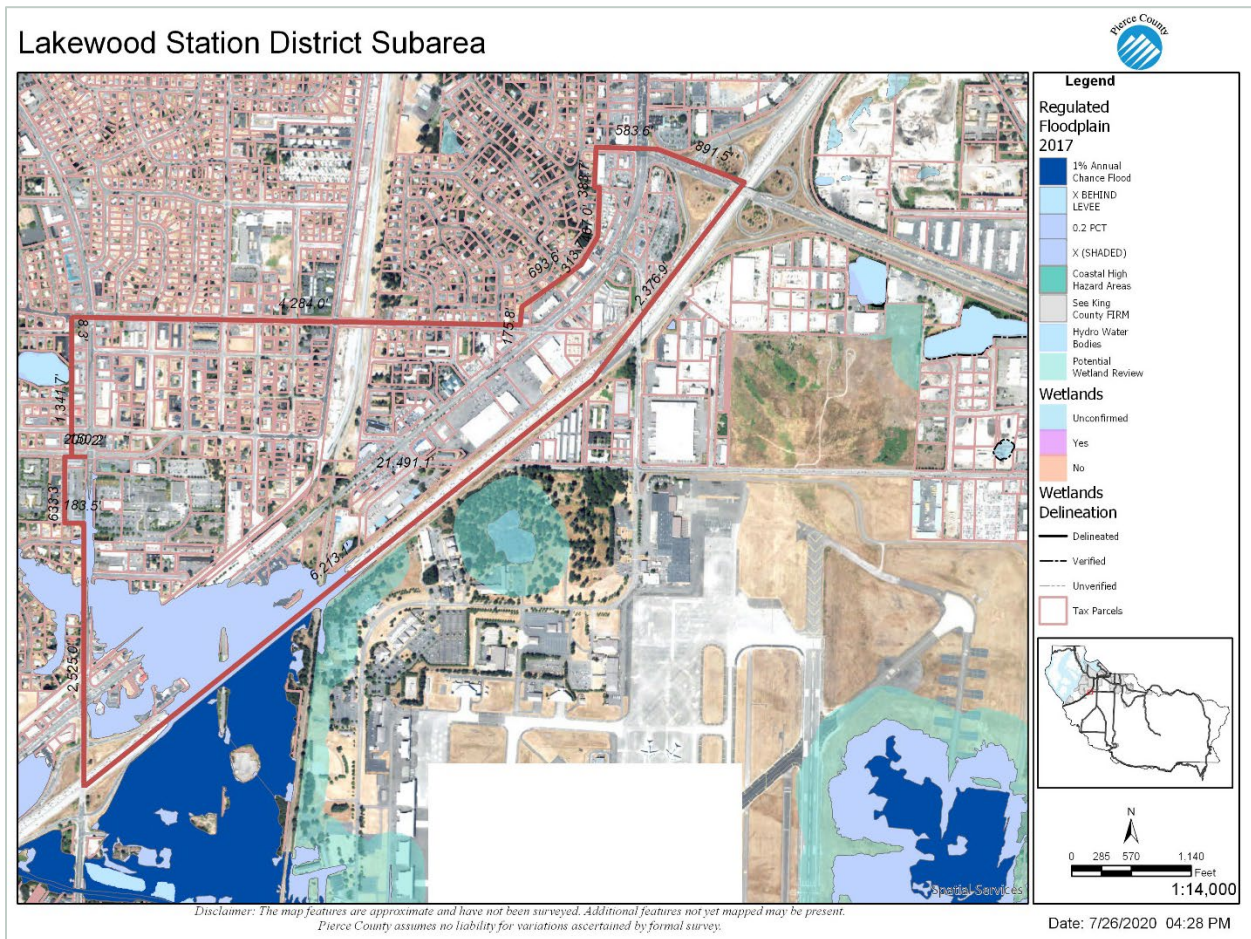 Lakewood Station District Subarea
Pierce County
583.6'
891.5'
693.6'
2,376.9'
4,284.0'
175.8'
8.3'
1,341.7'
21,491.1'
633.3'
183.5'
6,213.4'
2,525.0'
Spatial Services
Legend
Regulated
Floodplain
2017
1% Annual
Chance Flood
X BEHIND
LEVEE
0.2 PCT
X (SHADED)
Coastal High
Hazard Areas
See King
County FIRM
Hydro Water
Bodies
Potential
Wetland Review
Wetlands
Unconfirmed
Yes
No
Wetlands
Delineation
Delineated
Verified
Unverified
Tax Parcels
N
0 285 570 1,140
Feet
1:14,000
Disclaimer: The map features are approximate and have not been surveyed. Additional features not yet mapped may be present.
Pierce County assumes no liability for variations ascertained by formal survey.
Date: 7/26/2020 04:28 PM